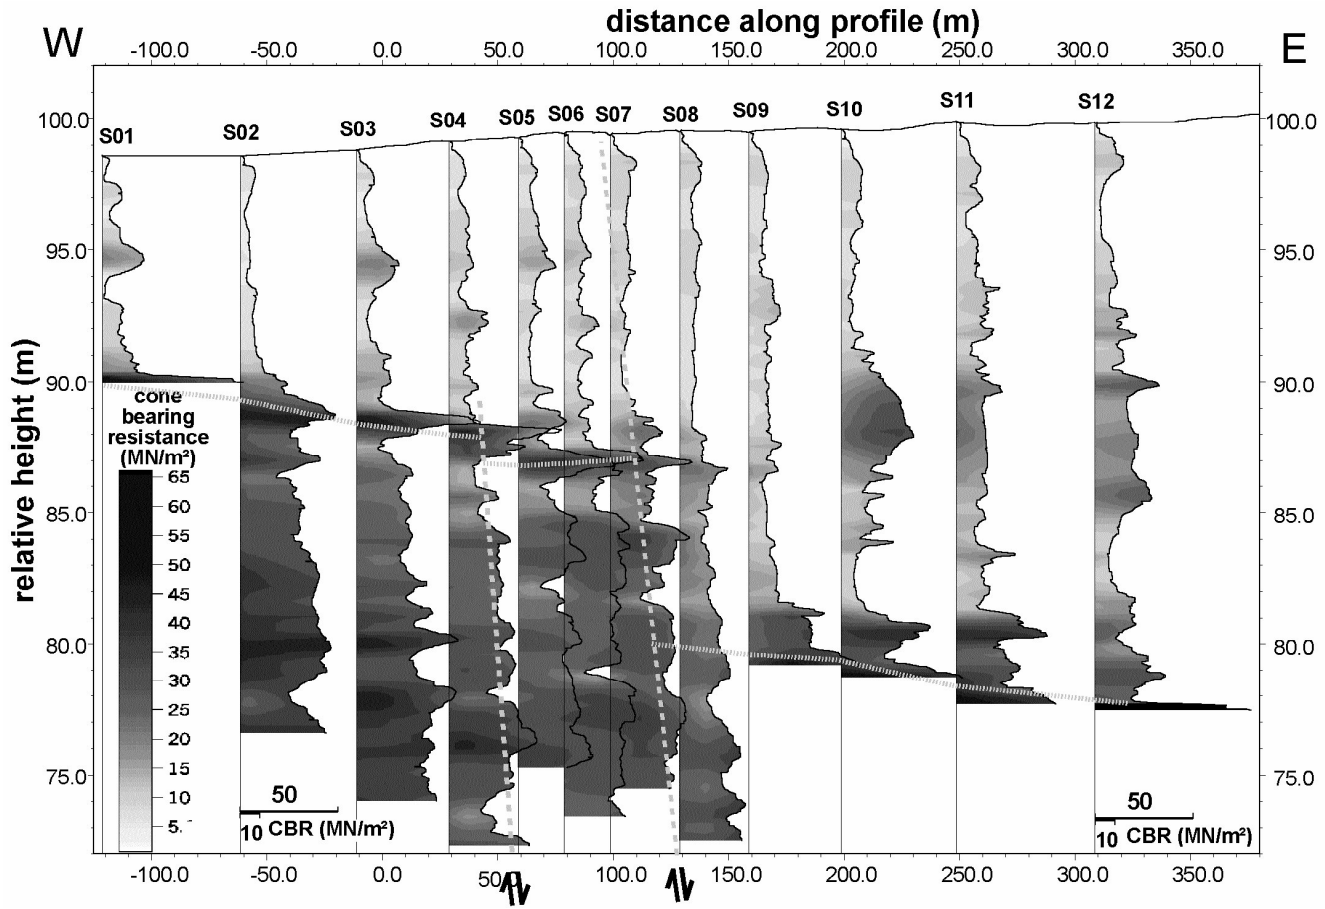 distance along profile (m)
W
E
-100.0 -50.0 0.0 50.0 100.0 150.0 200.0 250.0 300.0 350.0
S01 S02 S03 S04 S05 S06 S07 S08 S09 S10 S11 S12
100.0 100.0
95.0 95.0
90.0 90.0
85.0 85.0
80.0 80.0
75.0 75.0
relative height (m)
cone
bearing
resistance
(MN/m²)
65
60
55
50
45
40
35
30
25
20
15
10
5.
50
10 CBR (MN/m²)
50
10 CBR (MN/m²)
-100.0 -50.0 0.0 50.0 100.0 150.0 200.0 250.0 300.0 350.0